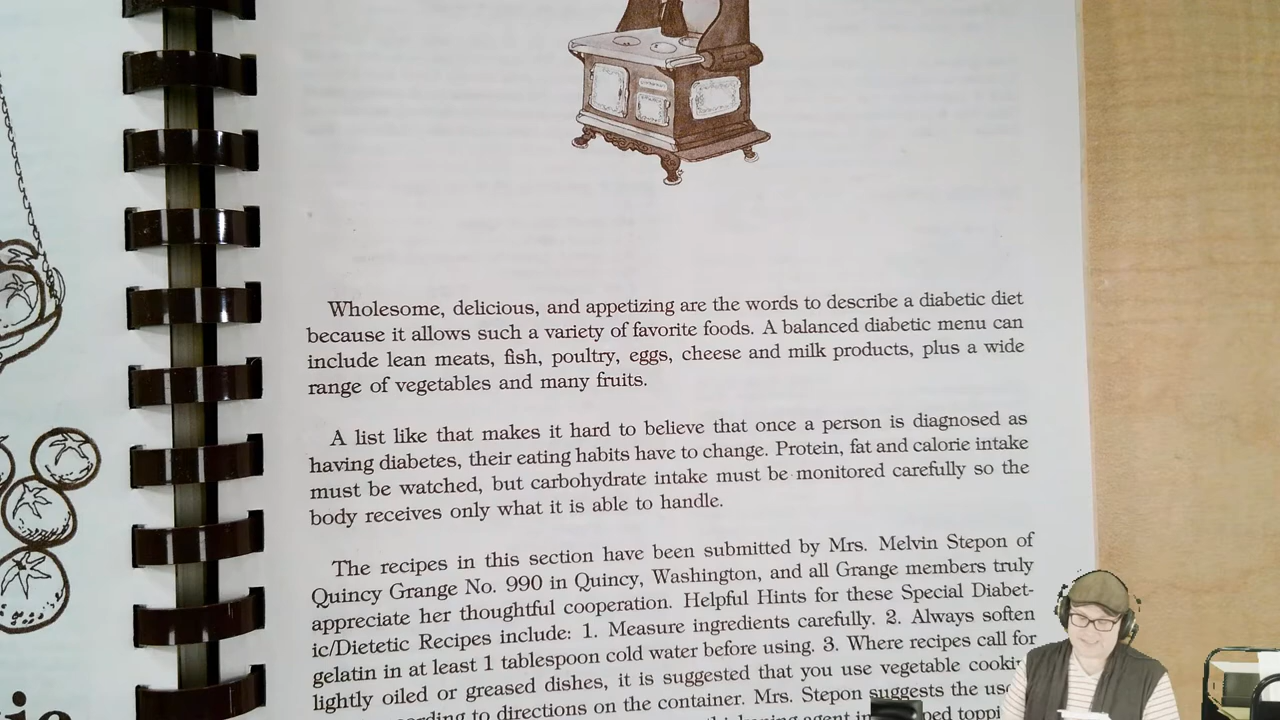 Wholesome, delicious, and appetizing are the words to describe a diabetic diet
because it allows such a variety of favorite foods. A balanced diabetic menu can
include lean meats, fish, poultry, eggs, cheese and milk products, plus a wide
range of vegetables and many fruits.
A list like that makes it hard to believe that once a person is diagnosed as
having diabetes, their eating habits have to change. Protein, fat and calorie intake
must be watched, but carbohydrate intake must be monitored carefully so the
body receives only what it is able to handle.
The recipes in this section have been submitted by Mrs. Melvin Stepon of
Quincy Grange No. 990 in Quincy, Washington, and all Grange members truly
appreciate her thoughtful cooperation. Helpful Hints for these Special Diabet-
ic/Dietetic Recipes include: 1. Measure ingredients carefully. 2. Always soften
gelatin in at least 1 tablespoon cold water before using. 3. Where recipes call for
lightly oiled or greased dishes, it is suggested that you use vegetable
to directions on the container. Mrs. Stepon suggests the
agent in